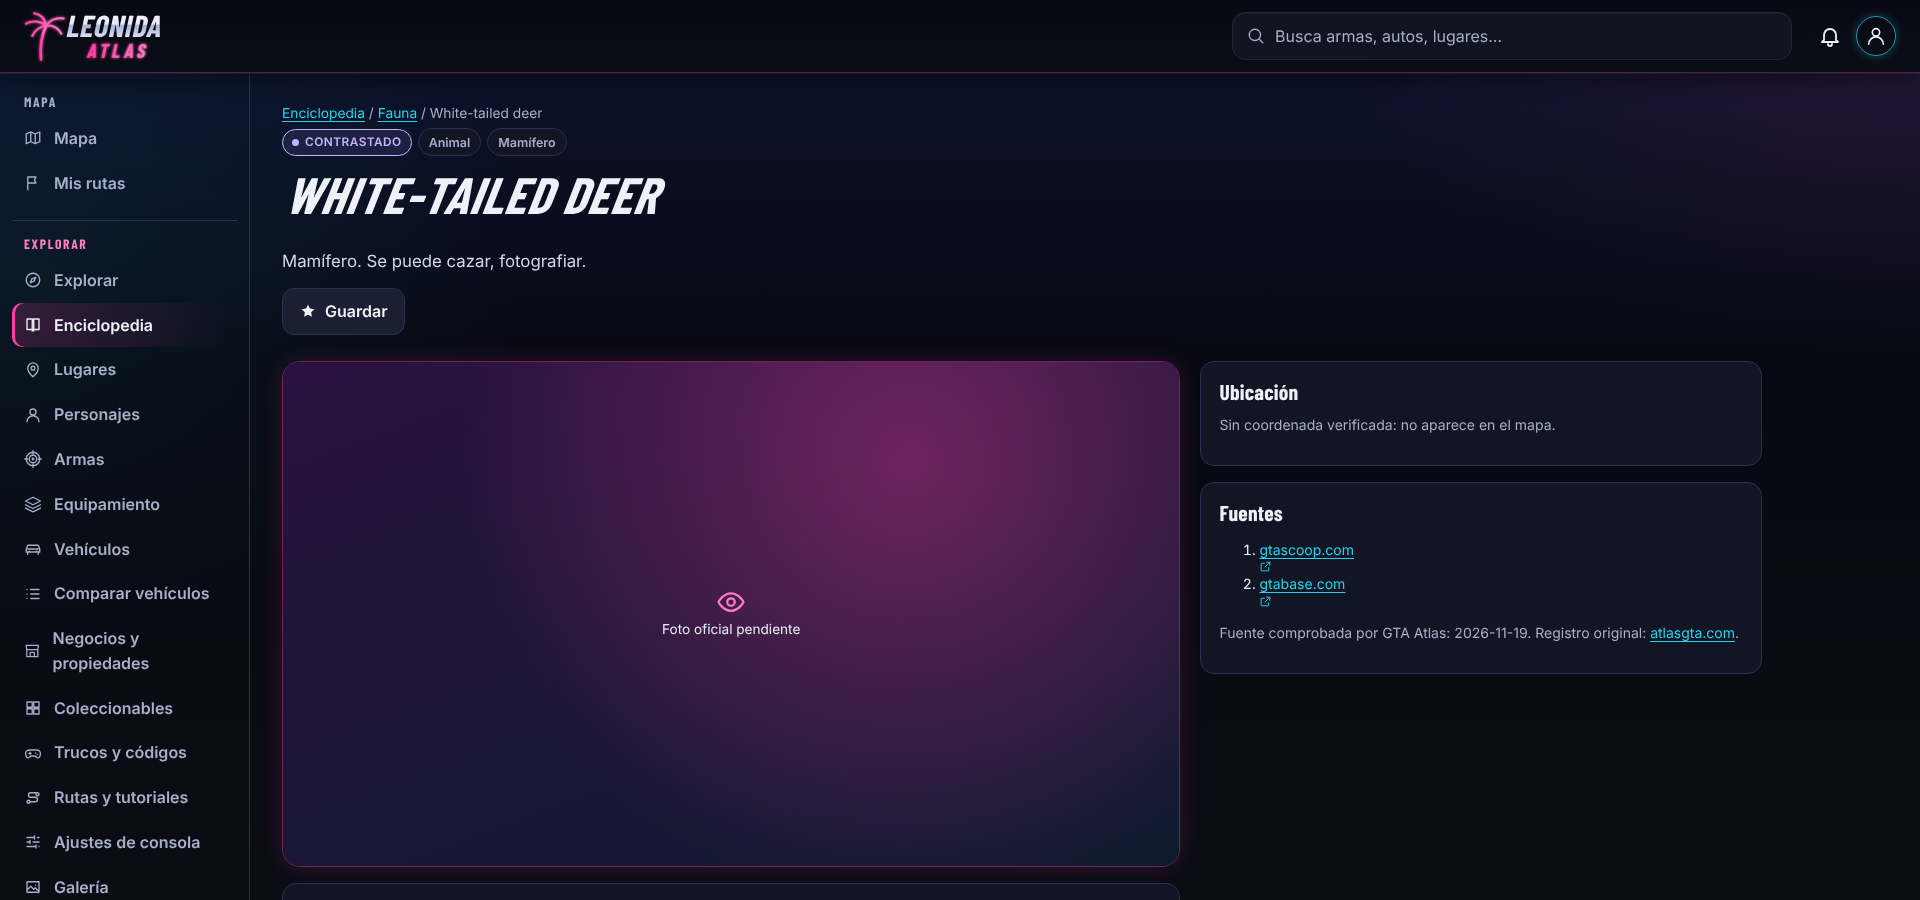 LEONIDA
ATLAS
Busca armas, autos, lugares...
MAPA
Mapa
Mis rutas
EXPLORAR
Explorar
Enciclopedia
Lugares
Personajes
Armas
Equipamiento
Vehículos
Comparar vehículos
Negocios y
propiedades
Coleccionables
Trucos y códigos
Rutas y tutoriales
Ajustes de consola
Galería
Enciclopedia / Fauna / White-tailed deer
CONTRASTADO
Animal
Mamífero
WHITE-TAILED DEER
Mamífero. Se puede cazar, fotografiar.
Guardar
Foto oficial pendiente
Ubicación
Sin coordenada verificada: no aparece en el mapa.
Fuentes
1. gtascoop.com
2. gtabase.com
Fuente comprobada por GTA Atlas: 2026-11-19. Registro original: atlasgta.com.